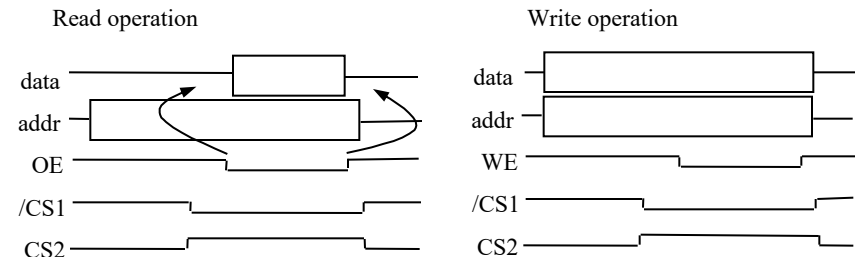 Read operation
data
addr
OE
/CS1
CS2
Write operation
data
addr
WE
/CS1
CS2